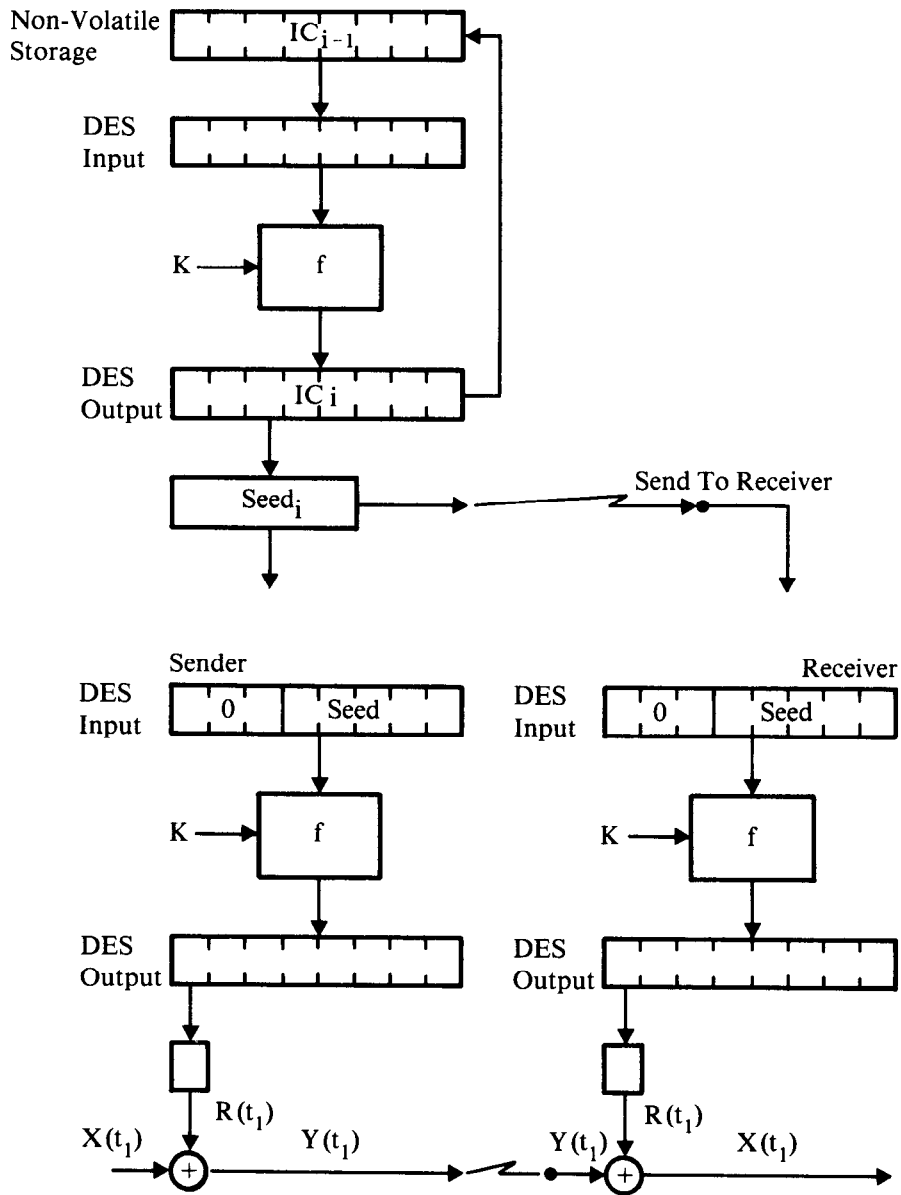 Non-Volatile
Storage
IC_{i-1}
DES
Input
K
f
DES
Output
IC_i
Seed_i
Send To Receiver
Sender
Receiver
DES
Input
0
Seed
DES
Input
0
Seed
K
f
K
f
DES
Output
DES
Output
R(t_1)
R(t_1)
X(t_1)
+
Y(t_1)
Y(t_1)
+
X(t_1)